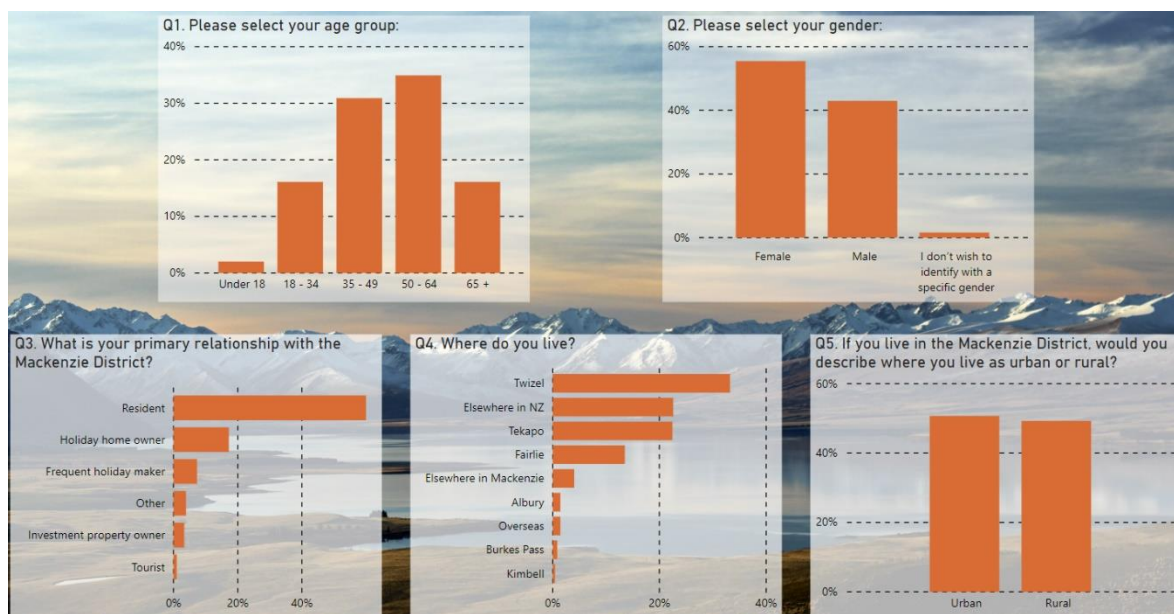 Q1. Please select your age group:
40%
30%
20%
10%
0%
Under 18
18 - 34
35 - 49
50 - 64
65 +
Q2. Please select your gender:
60%
40%
20%
0%
Female
Male
I don't wish to
identify with a
specific gender
Q3. What is your primary relationship with the
Mackenzie District?
Resident
Holiday home owner
Frequent holiday maker
Other
Investment property owner
Tourist
0%
20%
40%
Q4. Where do you live?
Twizel
Elsewhere in NZ
Tekapo
Fairlie
Elsewhere in Mackenzie
Albury
Overseas
Burkes Pass
Kimbell
0%
20%
40%
Q5. If you live in the Mackenzie District, would you
describe where you live as urban or rural?
60%
40%
20%
0%
Urban
Rural